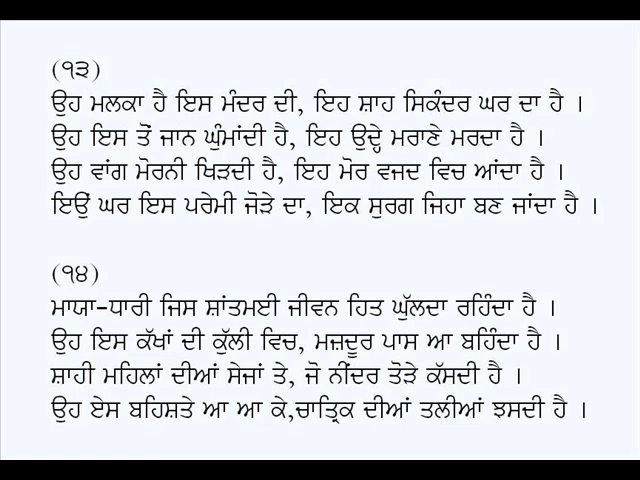 (੧੩)
ਉਹ ਮਲਕਾ ਹੈ ਇਸ ਮੰਦਰ ਦੀ, ਇਹ ਸ਼ਾਹ ਸਿਕੰਦਰ ਘਰ ਦਾ ਹੈ ।
ਉਹ ਇਸ ਤੋਂ ਜਾਨ ਘੁੰਮਾਂਦੀ ਹੈ, ਇਹ ਉਦ੍ਹੇ ਮਰਾਣੇ ਮਰਦਾ ਹੈ ।
ਉਹ ਵਾਂਗ ਮੋਰਨੀ ਖਿੜਦੀ ਹੈ, ਇਹ ਮੋਰ ਵਜਦ ਵਿਚ ਆਂਦਾ ਹੈ ।
ਇਉਂ ਘਰ ਇਸ ਪਰੇਮੀ ਜੋੜੇ ਦਾ, ਇਕ ਸੁਰਗ ਜਿਹਾ ਬਣ ਜਾਂਦਾ ਹੈ ।
(੧੪)
ਮਾਯਾ-ਧਾਰੀ ਜਿਸ ਸ਼ਾਂਤਮਈ ਜੀਵਨ ਹਿਤ ਘੁੱਲਦਾ ਰਹਿੰਦਾ ਹੈ ।
ਉਹ ਇਸ ਕੱਖਾਂ ਦੀ ਕੁੱਲੀ ਵਿਚ, ਮਜ਼ਦੂਰ ਪਾਸ ਆ ਬਹਿੰਦਾ ਹੈ ।
ਸ਼ਾਹੀ ਮਹਿਲਾਂ ਦੀਆਂ ਸੇਜਾਂ ਤੇ, ਜੋ ਨੀਂਦਰ ਤੋੜੇ ਕੱਸਦੀ ਹੈ ।
ਉਹ ਏਸ ਬਹਿਸ਼ਤੇ ਆ ਆ ਕੇ,ਚਾਤ੍ਰਿਕ ਦੀਆਂ ਤਲੀਆਂ ਝਸਦੀ ਹੈ ।